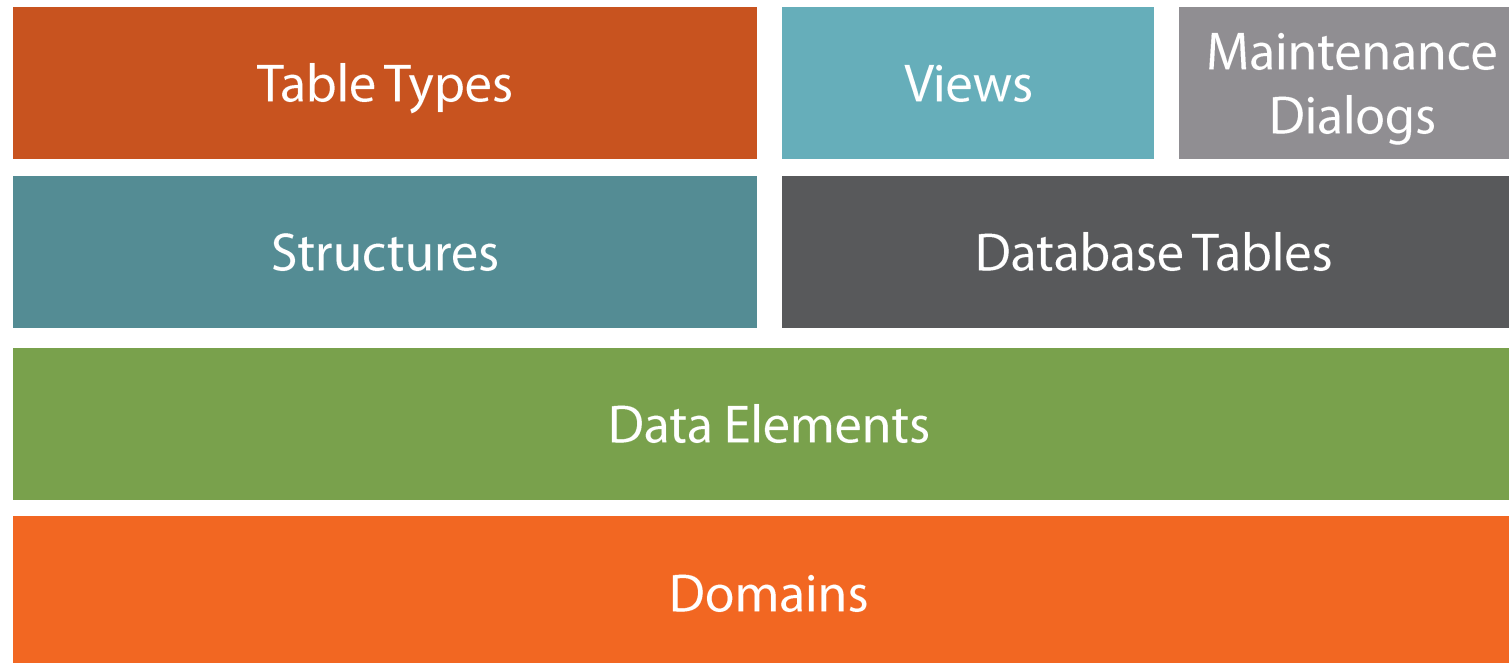 Table Types
Views
Maintenance
Dialogs
Structures
Database Tables
Data Elements
Domains